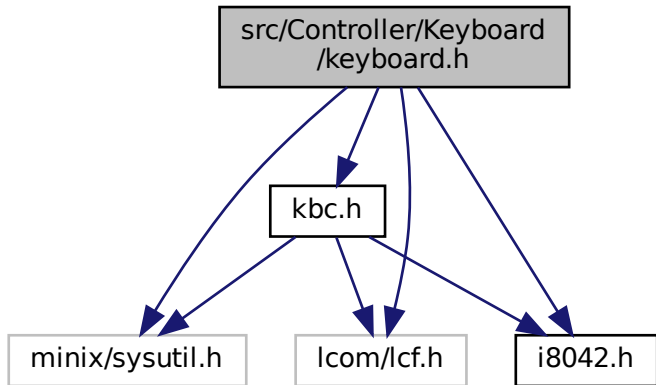 src/Controller/Keyboard
/keyboard.h
kbc.h
minix/sysutil.h
lcom/lcf.h
i8042.h